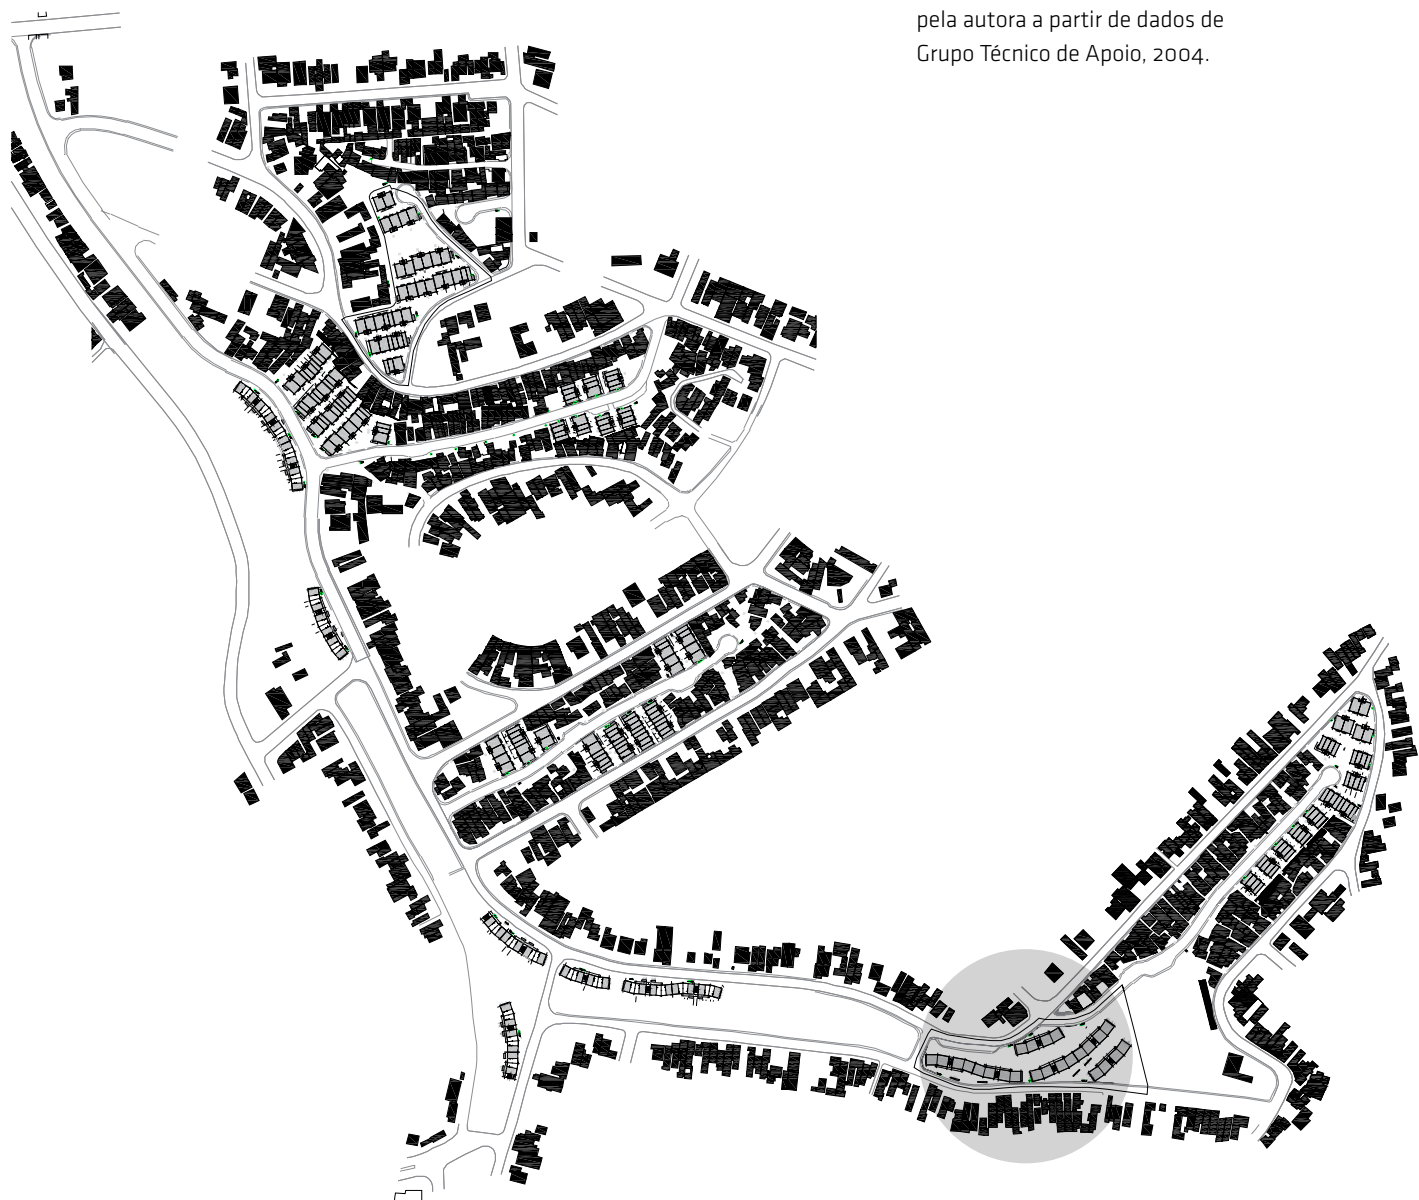 pela autora a partir de dados de
Grupo Técnico de Apoio, 2004.